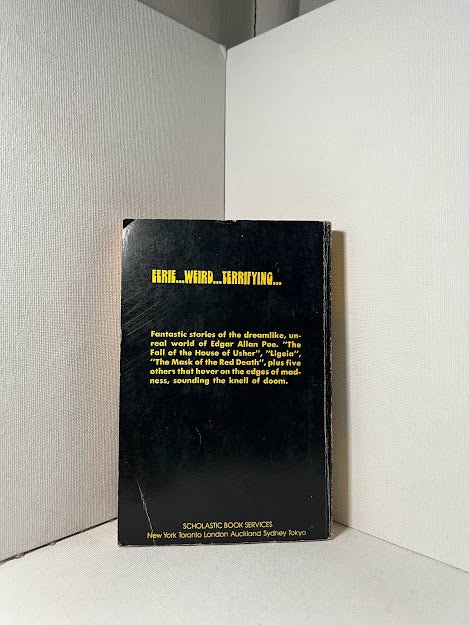 EERIE...WEIRD...TERRIFYING...
Fantastic stories of the dreamlike, un-
real world of Edgar Allan Poe. "The
Fall of the House of Usher", "Ligeia",
"The Mask of the Red Death", plus five
others that hover on the edges of mad-
ness, sounding the knell of doom.
SCHOLASTIC BOOK SERVICES
New York Toronto London Auckland Sydney Tokyo